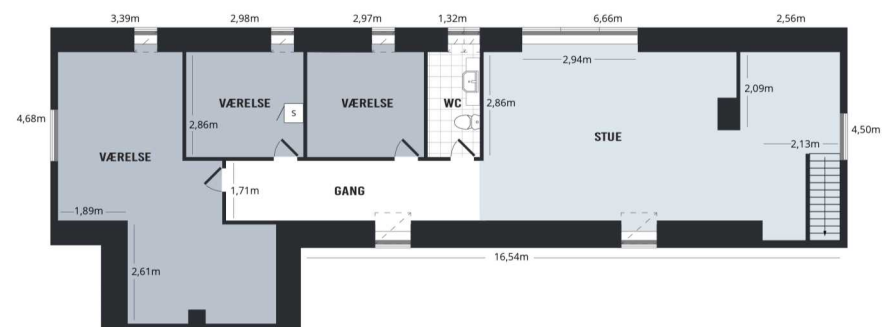 3,39m 2,98m 2,97m 1,32m 6,66m 2,56m
2,94m
2,09m
VÆRELSE VÆRELSE WC 2,86m
S
4,68m 2,86m STUE 4,50m
2,13m
VÆRELSE
1,71m GANG
1,89m
16,54m
2,61m